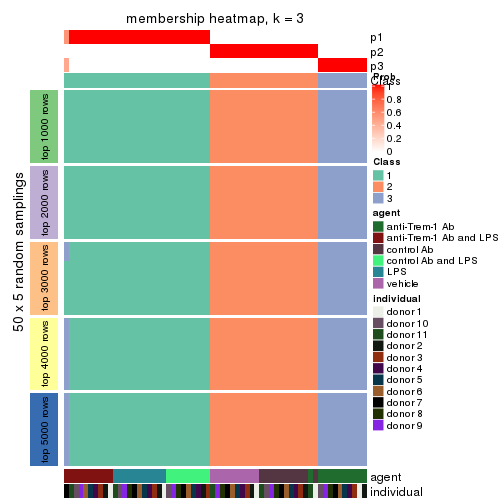 membership heatmap, k = 3
p1
p2
p3
Class
50 x 5 random samplings
top 1000 rows
top 2000 rows
top 3000 rows
top 4000 rows
top 5000 rows
agent
individual
Prob
1
0.8
0.6
0.4
0.2
0
Class
1
2
3
agent
anti-Trem-1 Ab
anti-Trem-1 Ab and LPS
control Ab
control Ab and LPS
LPS
vehicle
individual
donor 1
donor 10
donor 11
donor 2
donor 3
donor 4
donor 5
donor 6
donor 7
donor 8
donor 9